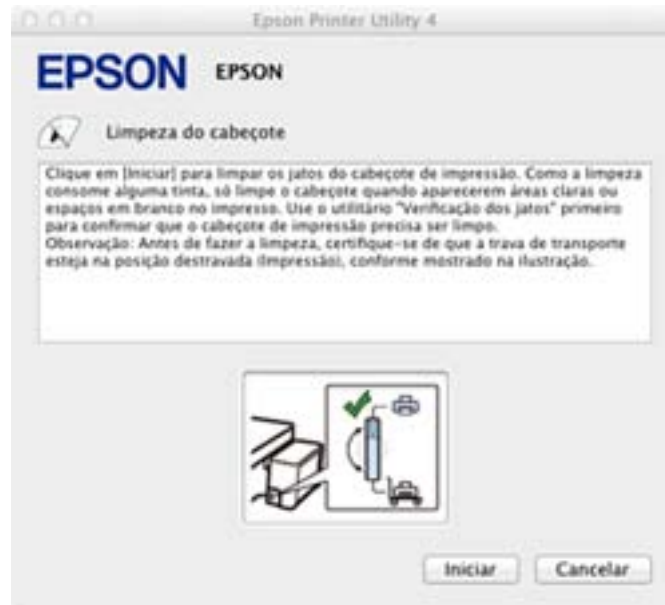 Epson Printer Utility 4
EPSON EPSON
Limpeza do cabeçote
Clique em [Iniciar] para limpar os jatos do cabeçote de impressão. Como a limpeza
consome alguma tinta, só limpe o cabeçote quando aparecerem áreas claras ou
espaços em branco no impresso. Use o utilitário "Verificação dos jatos" primeiro
para confirmar que o cabeçote de impressão precisa ser limpo.
Observação: Antes de fazer a limpeza, certifique-se de que a trava de transporte
esteja na posição destravada (Impressão), conforme mostrado na ilustração.
Iniciar Cancelar